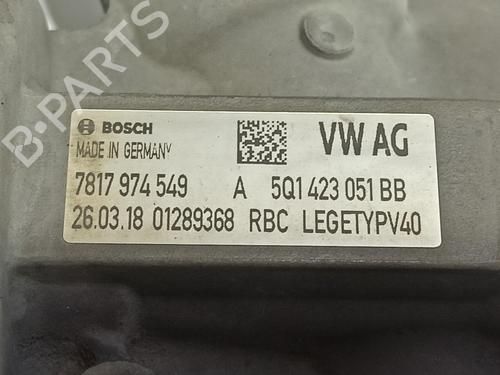 B-PARTS
BOSCH
MADE IN GERMANY
VW AG
7817 974 549 A 5Q1 423 051 BB
26.03.18 01289368 RBC LEGETYPV40